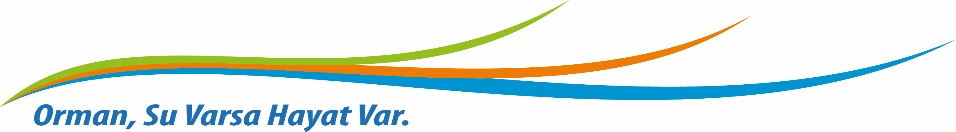 Orman, Su Varsa Hayat Var.